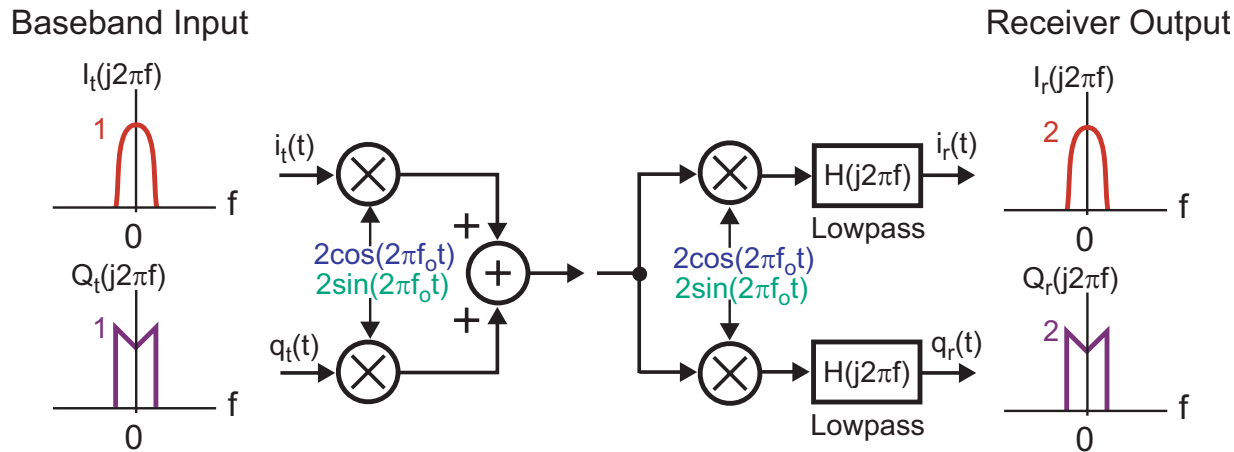 Baseband Input
Receiver Output
I_t(j2πf)
1
f
0
Q_t(j2πf)
1
f
0
i_t(t)
2cos(2πf_ot)
2sin(2πf_ot)
q_t(t)
+
+
+
2cos(2πf_ot)
2sin(2πf_ot)
H(j2πf)
Lowpass
i_r(t)
H(j2πf)
Lowpass
q_r(t)
I_r(j2πf)
2
f
0
Q_r(j2πf)
2
f
0